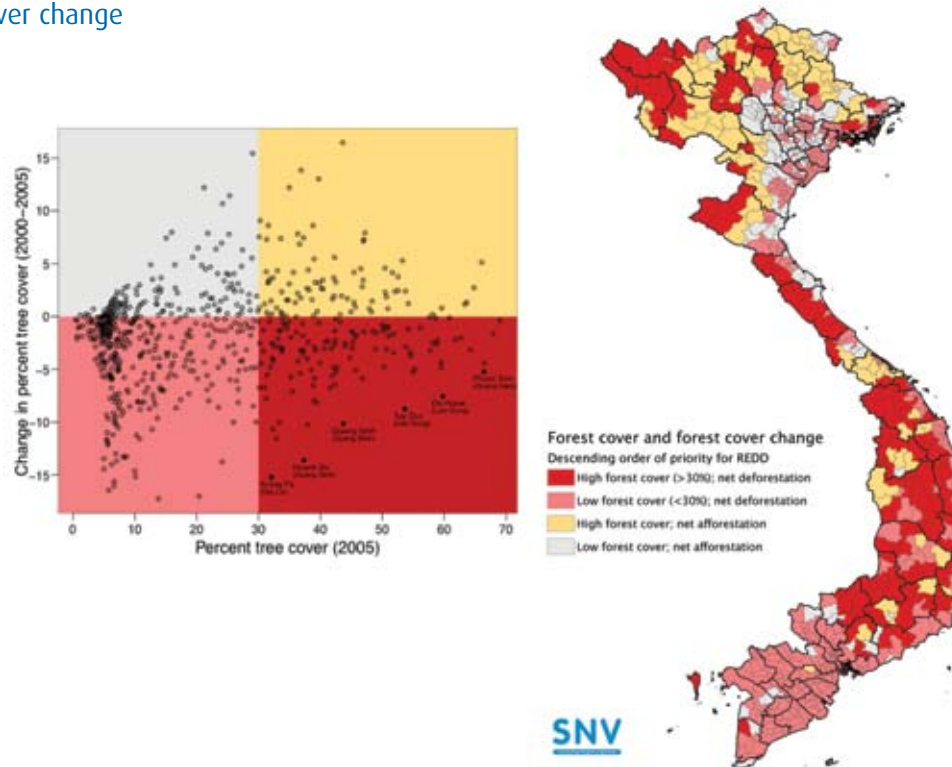 ver change
Change in percent tree cover (2000–2005)
15
10
5
0
−5
−10
−15
0 10 20 30 40 50 60 70
Percent tree cover (2005)
Forest cover and forest cover change
Descending order of priority for REDD
High forest cover (>30%); net deforestation
Low forest cover (<30%); net deforestation
High forest cover; net afforestation
Low forest cover; net afforestation
SNV